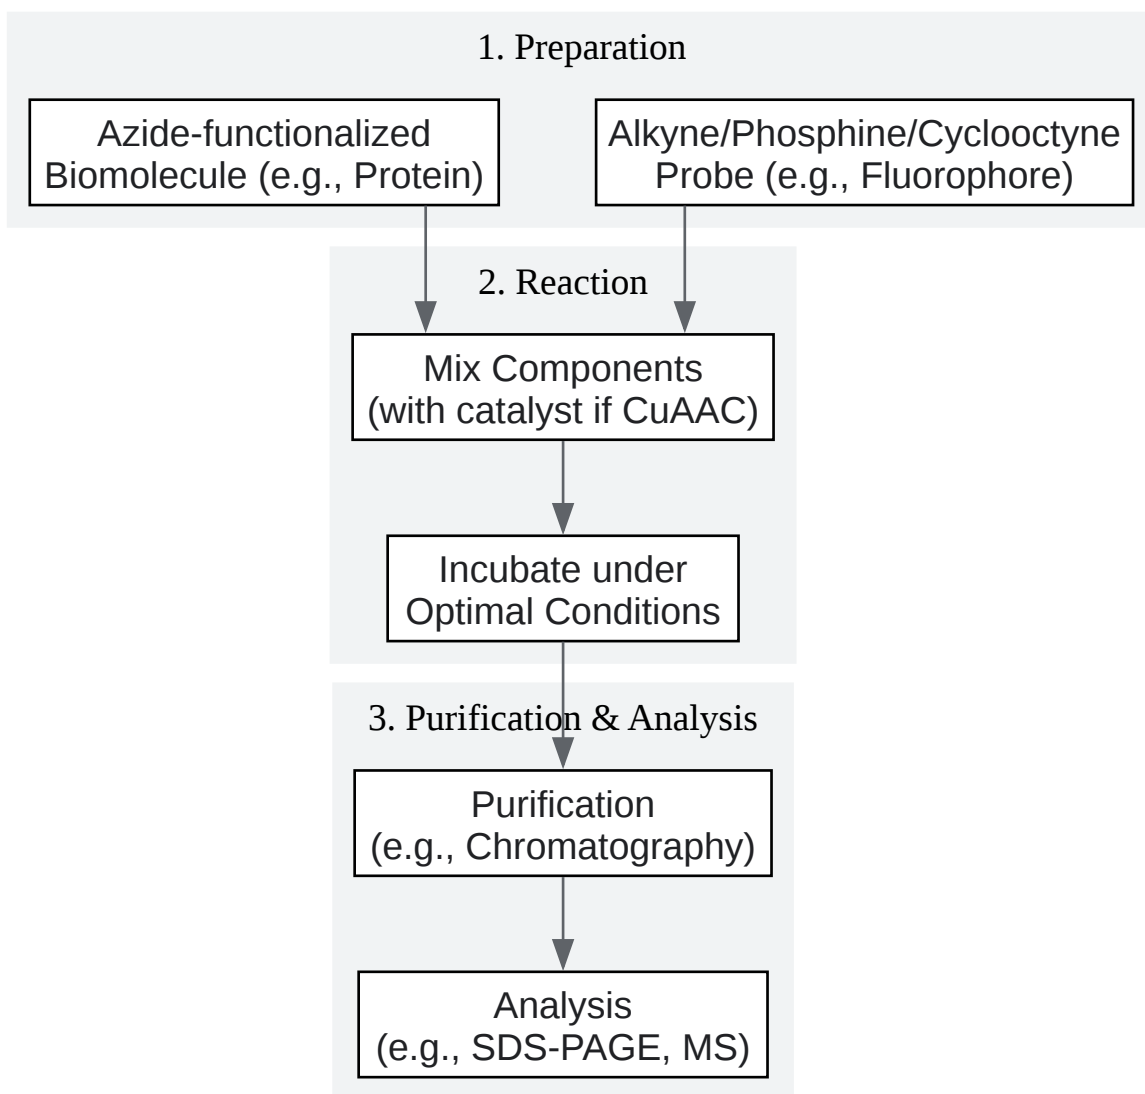 1. Preparation
Azide-functionalized
Biomolecule (e.g., Protein)
Alkyne/Phosphine/Cyclooctyne
Probe (e.g., Fluorophore)
2. Reaction
Mix Components
(with catalyst if CuAAC)
Incubate under
Optimal Conditions
3. Purification & Analysis
Purification
(e.g., Chromatography)
Analysis
(e.g., SDS-PAGE, MS)